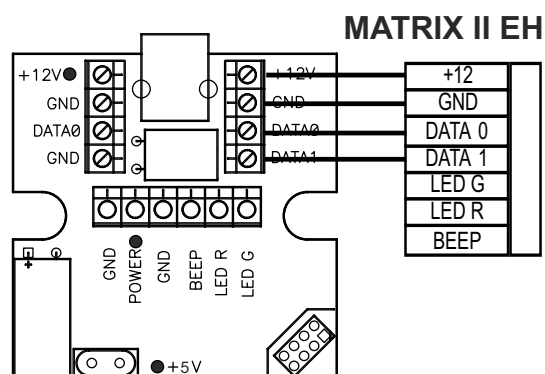 MATRIX II EH
+12V
GND
DATA0
GND
+12V
GND
DATA0
DATA1
+12
GND
DATA 0
DATA 1
LED G
LED R
BEEP
GND
POWER
GND
BEEP
LED R
LED G
+5V